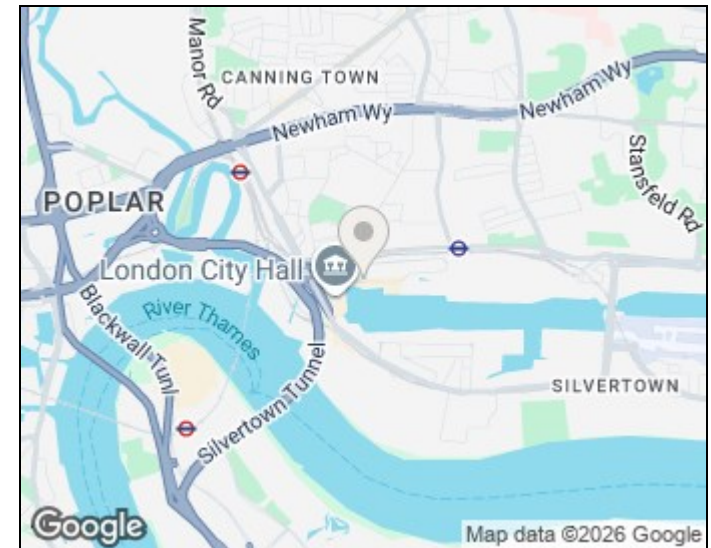 Manor Rd
CANNING TOWN
Newham Wy
Newham Wy
Stansfeld Rd
POPLAR
London City Hall
Blackwall Tunl
River Thames
Silvertown Tunnel
SILVERTOWN
Google
Map data ©2026 Google